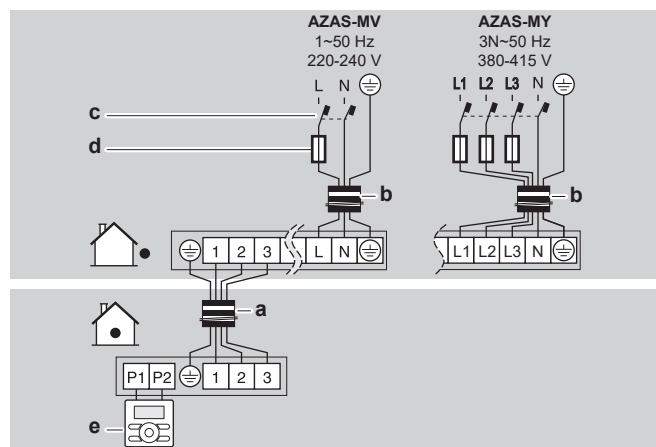 AZAS-MV AZAS-MY
1~50 Hz 3N~50 Hz
220-240 V 380-415 V
L N L1 L2 L3 N
c
d
b b
1 2 3 L N L1 L2 L3 N
a
P1 P2 1 2 3
e